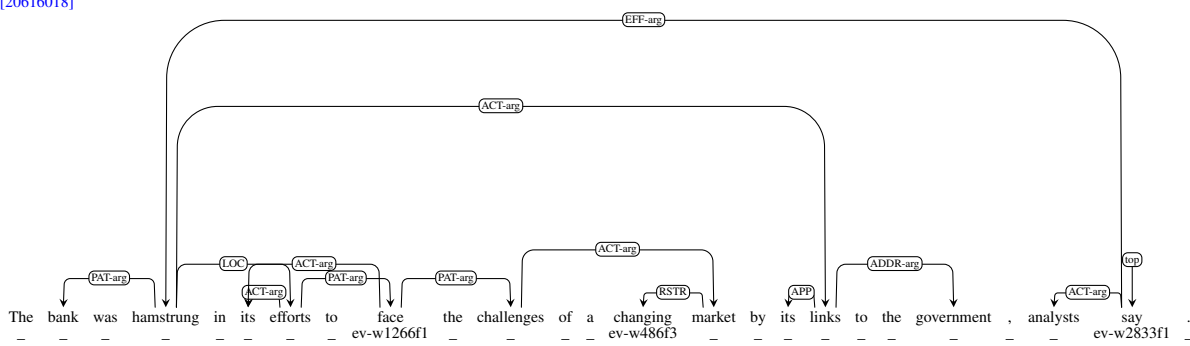 [20616018]
EFF-arg
ACT-arg
ACT-arg
top
LOC ACT-arg ADDR-arg
PAT-arg PAT-arg PAT-arg
ACT-arg RSTR APP ACT-arg
The bank was hamstrung in its efforts to face the challenges of a changing market by its links to the government , analysts say .
_ _ _ _ _ _ _ _ ev-w1266f1 _ _ _ _ ev-w486f3 _ _ _ _ _ _ _ _ _ ev-w2833f1 _